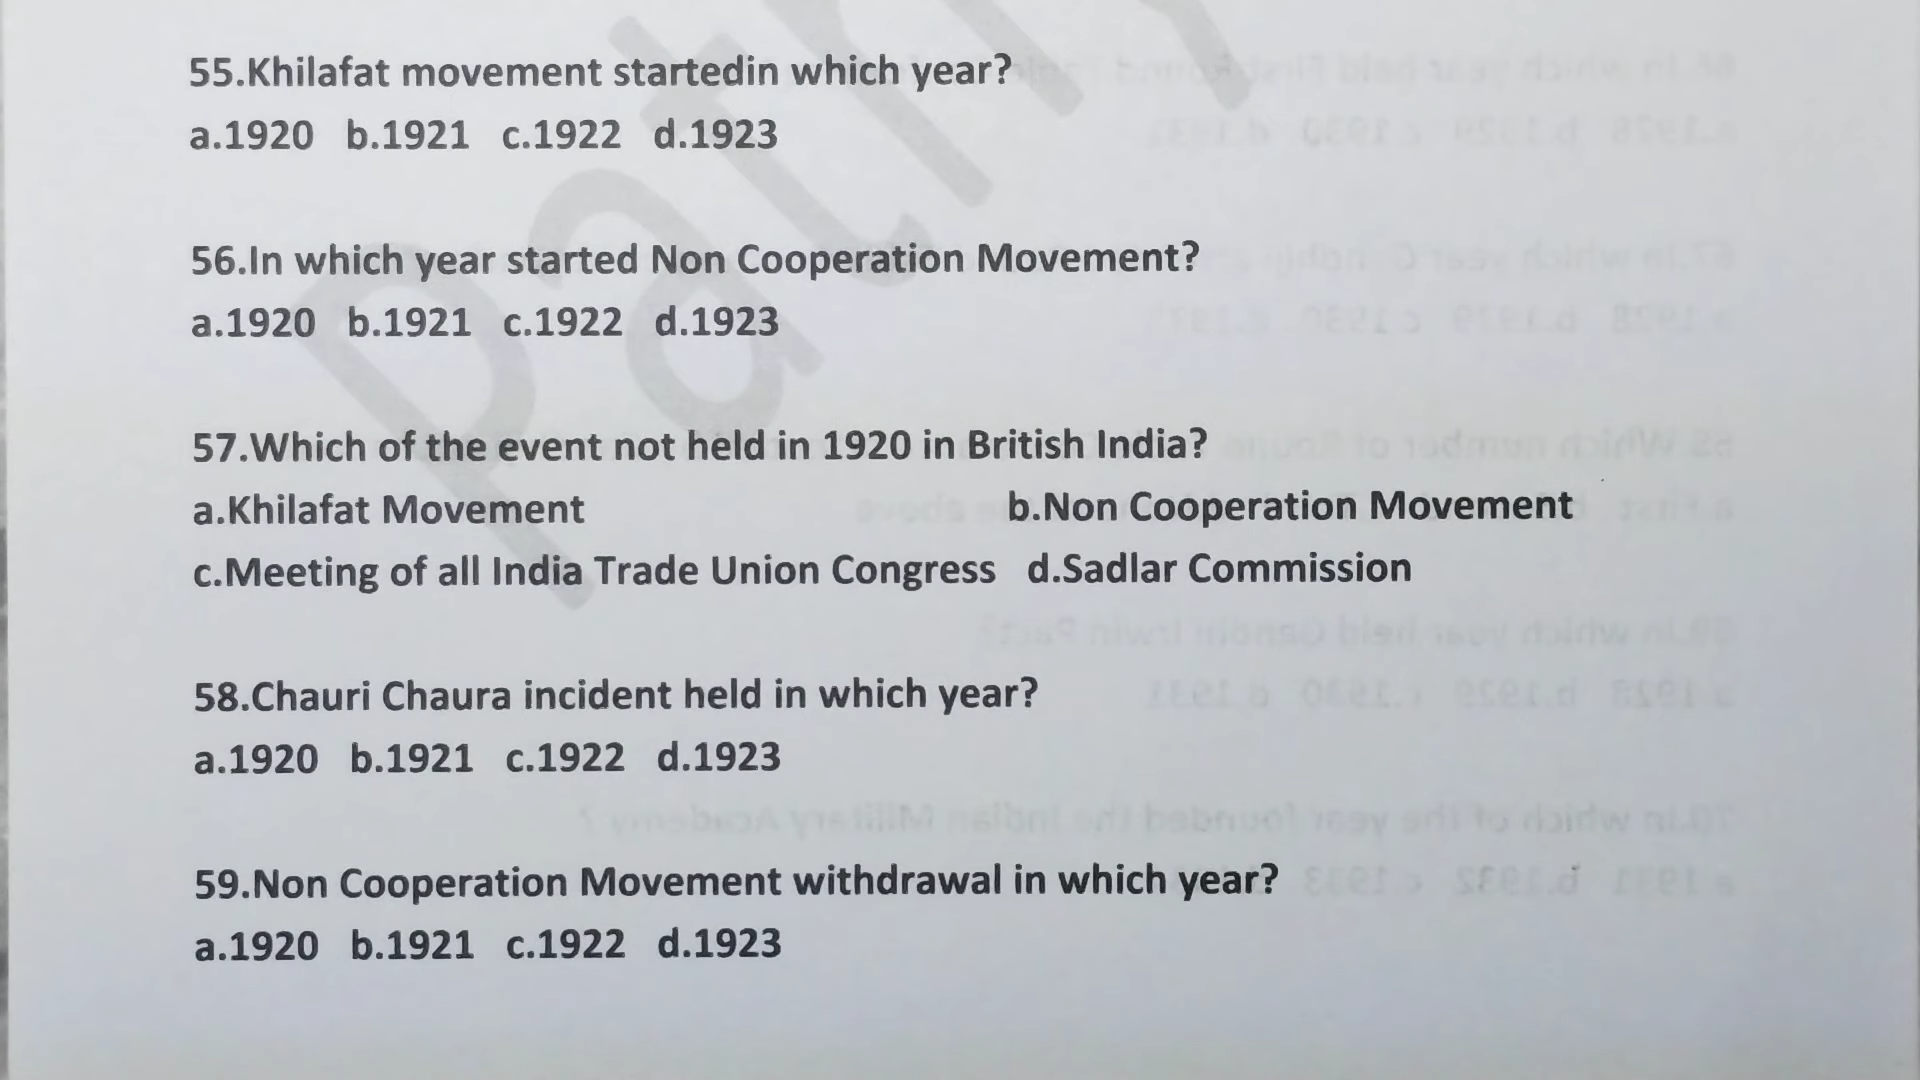 55.Khilafat movement startedin which year?
a.1920 b.1921 c.1922 d.1923
56.In which year started Non Cooperation Movement?
a.1920 b.1921 c.1922 d.1923
57.Which of the event not held in 1920 in British India?
a.Khilafat Movement b.Non Cooperation Movement
c.Meeting of all India Trade Union Congress d.Sadlar Commission
58.Chauri Chaura incident held in which year?
a.1920 b.1921 c.1922 d.1923
59.Non Cooperation Movement withdrawal in which year?
a.1920 b.1921 c.1922 d.1923